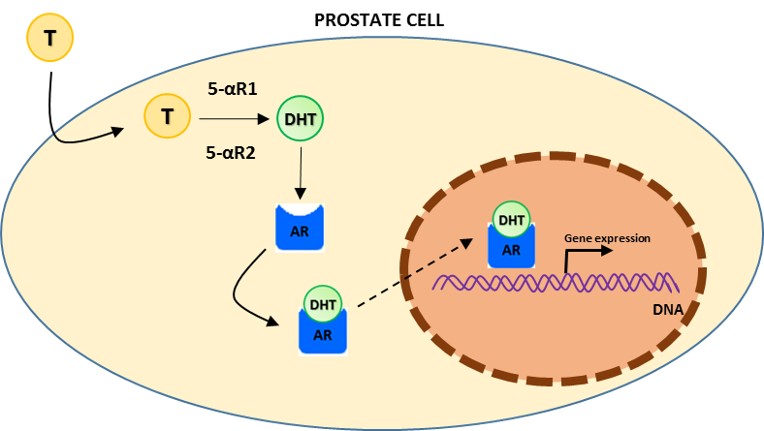 PROSTATE CELL
T
T
5-αR1
5-αR2
DHT
AR
DHT
AR
DHT
AR
Gene expression
DNA